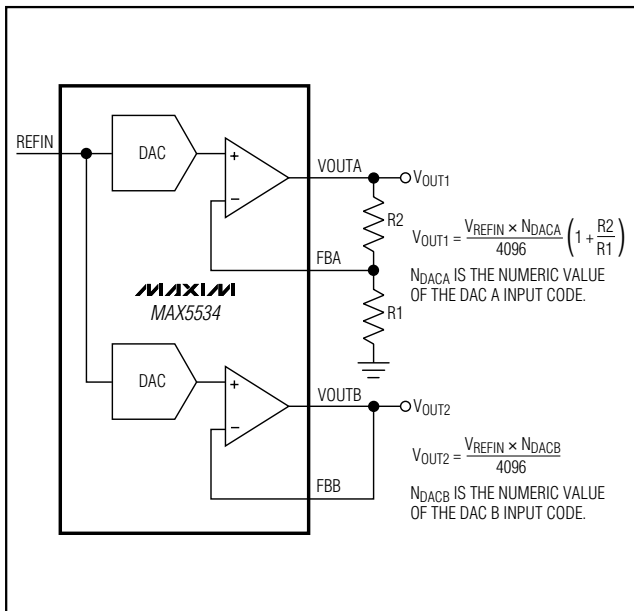 REFIN
DAC
+
−
VOUTA
VOUT1
R2
FBA
R1
VOUT1 = VREFIN × NDACA / 4096 (1 + R2 / R1)
NDACA IS THE NUMERIC VALUE
OF THE DAC A INPUT CODE.
MAXIM
MAX5534
DAC
+
−
VOUTB
VOUT2
FBB
VOUT2 = VREFIN × NDACB / 4096
NDACB IS THE NUMERIC VALUE
OF THE DAC B INPUT CODE.